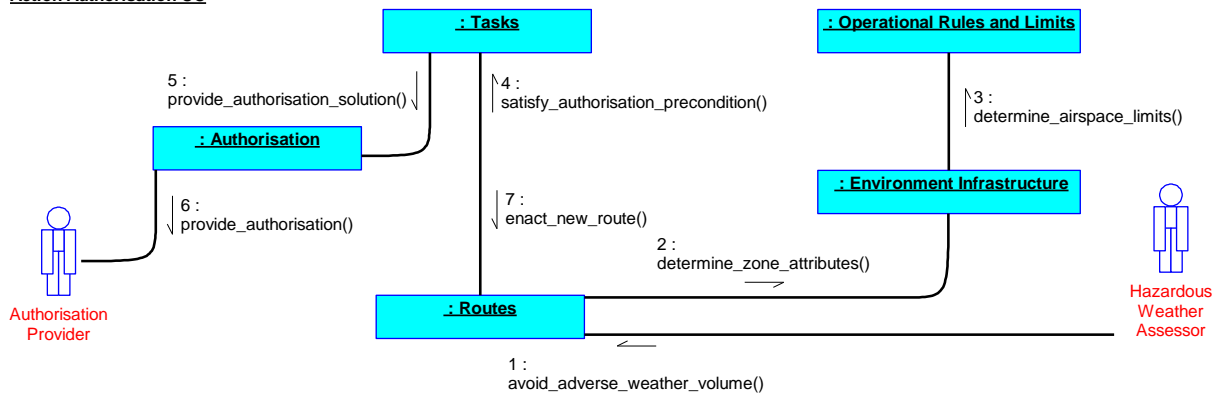 : Tasks
: Operational Rules and Limits
5 :
provide_authorisation_solution()
4 :
satisfy_authorisation_precondition()
3 :
determine_airspace_limits()
: Authorisation
: Environment Infrastructure
6 :
provide_authorisation()
7 :
enact_new_route()
2 :
determine_zone_attributes()
Authorisation
Provider
: Routes
Hazardous
Weather
Assessor
1 :
avoid_adverse_weather_volume()